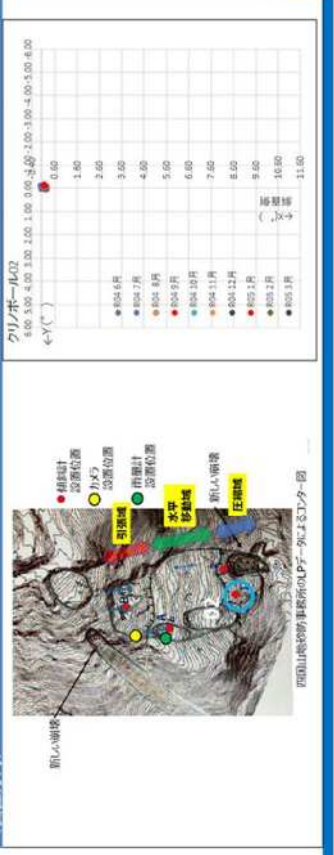 新しい崩壊
傾斜計
設置位置
カメラ
設置位置
雨量計
設置位置
引張域
水平
移動域
新しい崩壊
圧縮域
四国山地砂防事務所のLPデータによるコンター図
クリノポール02
6.00 5.00 4.00 3.00 2.00 1.00 0.00 -1.00 -2.00 -3.00 -4.00 -5.00 -6.00
←Y(°)
0.60
1.60
2.60
3.60
4.60
5.60
6.60
7.60
8.60
9.60
10.60
11.60
←X(°)
斜面側
R04 6月
R04 7月
R04 8月
R04 9月
R04 10月
R04 11月
R04 12月
R05 1月
R05 2月
R05 3月